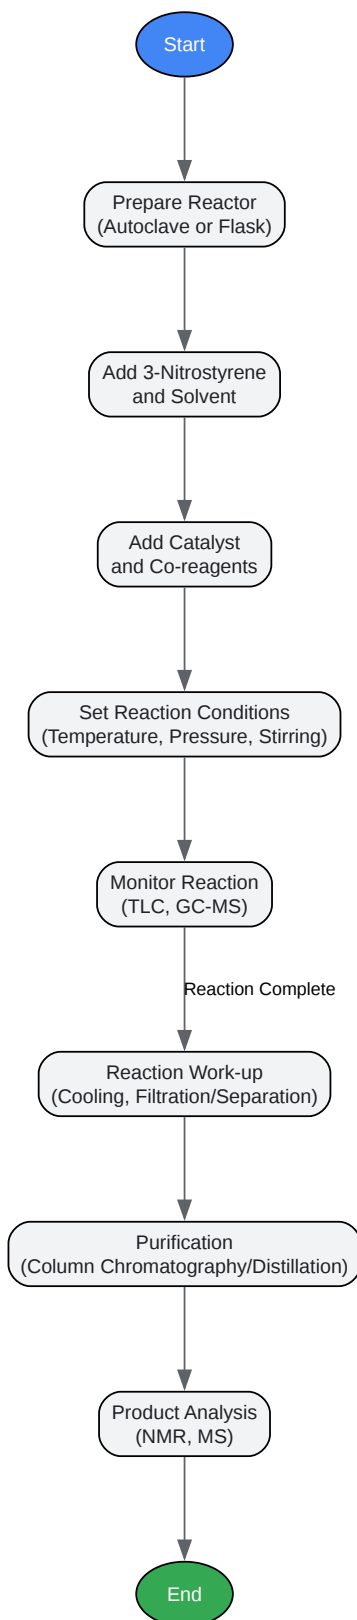 Start
Prepare Reactor
(Autoclave or Flask)
Add 3-Nitrostyrene
and Solvent
Add Catalyst
and Co-reagents
Set Reaction Conditions
(Temperature, Pressure, Stirring)
Monitor Reaction
(TLC, GC-MS)
Reaction Complete
Reaction Work-up
(Cooling, Filtration/Separation)
Purification
(Column Chromatography/Distillation)
Product Analysis
(NMR, MS)
End